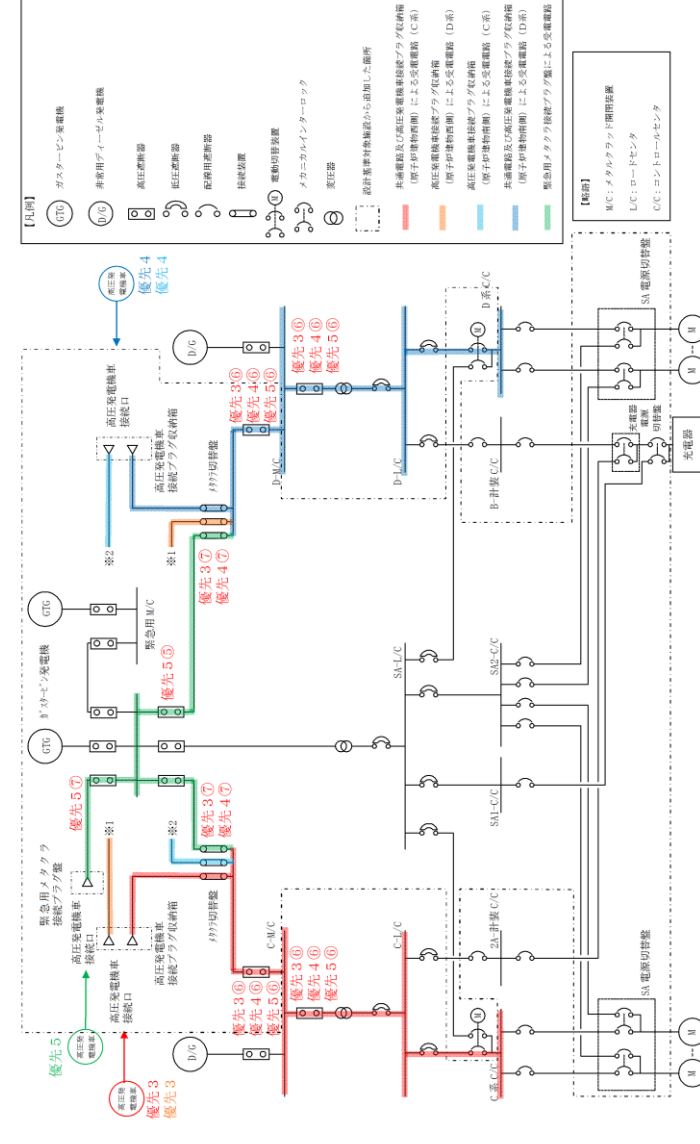 【凡例】
GTG
ガスタービン発電機
D/G
非常用ディーゼル発電機
高圧遮断器
低圧遮断器
配線用遮断器
接続装置
M
電動切替装置
メカニカルインターロック
変圧器
設計基準対象施設から追加した箇所
共通電路及び高圧発電機車接続プラグ収納箱
(原子炉建物西側)による受電電路(C系)
高圧発電機車接続プラグ収納箱
(原子炉建物西側)による受電電路(D系)
高圧発電機車接続プラグ収納箱
(原子炉建物南側)による受電電路(C系)
共通電路及び高圧発電機車接続プラグ収納箱
(原子炉建物南側)による受電電路(D系)
緊急用メタクラ接続プラグ盤による受電電路
【略語】
M/C:メタルクラッド開閉装置
L/C:ロードセンタ
C/C:コントロールセンタ
優先5
高圧発
電機車
高圧発
電機車
優先3
優先3
緊急用メタクラ
接続プラグ盤
高圧発電機車
接続口
高圧発電機車
接続口
高圧発電機車
接続プラグ収納箱
優先5⑦
※1
※2
優先3⑦
優先4⑦
メタクラ切替盤
GTG
ガスタービン発電機
GTG
緊急用M/C
優先5⑤
優先3⑦
優先4⑦
※1
※2
高圧発電機車
接続口
高圧発電機車
接続プラグ収納箱
メタクラ切替盤
高圧発
電機車
優先4
優先4
D/G
C-M/C
優先3⑥
優先4⑥
優先5⑥
優先3⑥
優先4⑥
優先5⑥
C-L/C
D/G
D-M/C
優先3⑥
優先4⑥
優先5⑥
優先3⑥
優先4⑥
優先5⑥
D-L/C
SA-L/C
C系C/C
M
2A-計装C/C
SA1-C/C
SA2-C/C
B-計装C/C
M
D系C/C
SA電源切替盤
M
M
充電器
電源
切替盤
充電器
SA電源切替盤
M
M